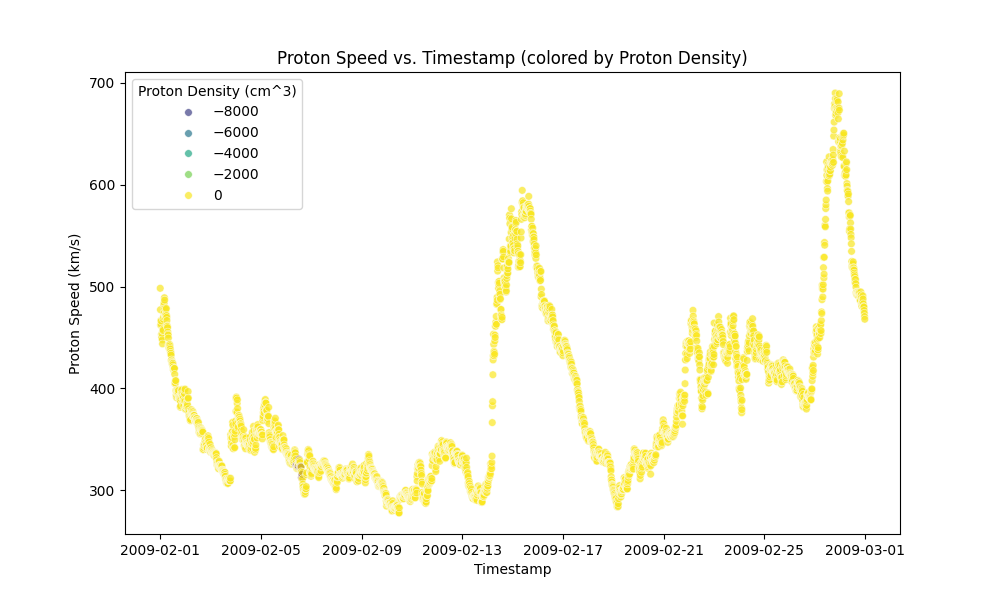 Proton Speed vs. Timestamp (colored by Proton Density)
Proton Density (cm^3)
−8000
−6000
−4000
−2000
0
700
600
500
400
300
Proton Speed (km/s)
2009-02-01 2009-02-05 2009-02-09 2009-02-13 2009-02-17 2009-02-21 2009-02-25 2009-03-01
Timestamp